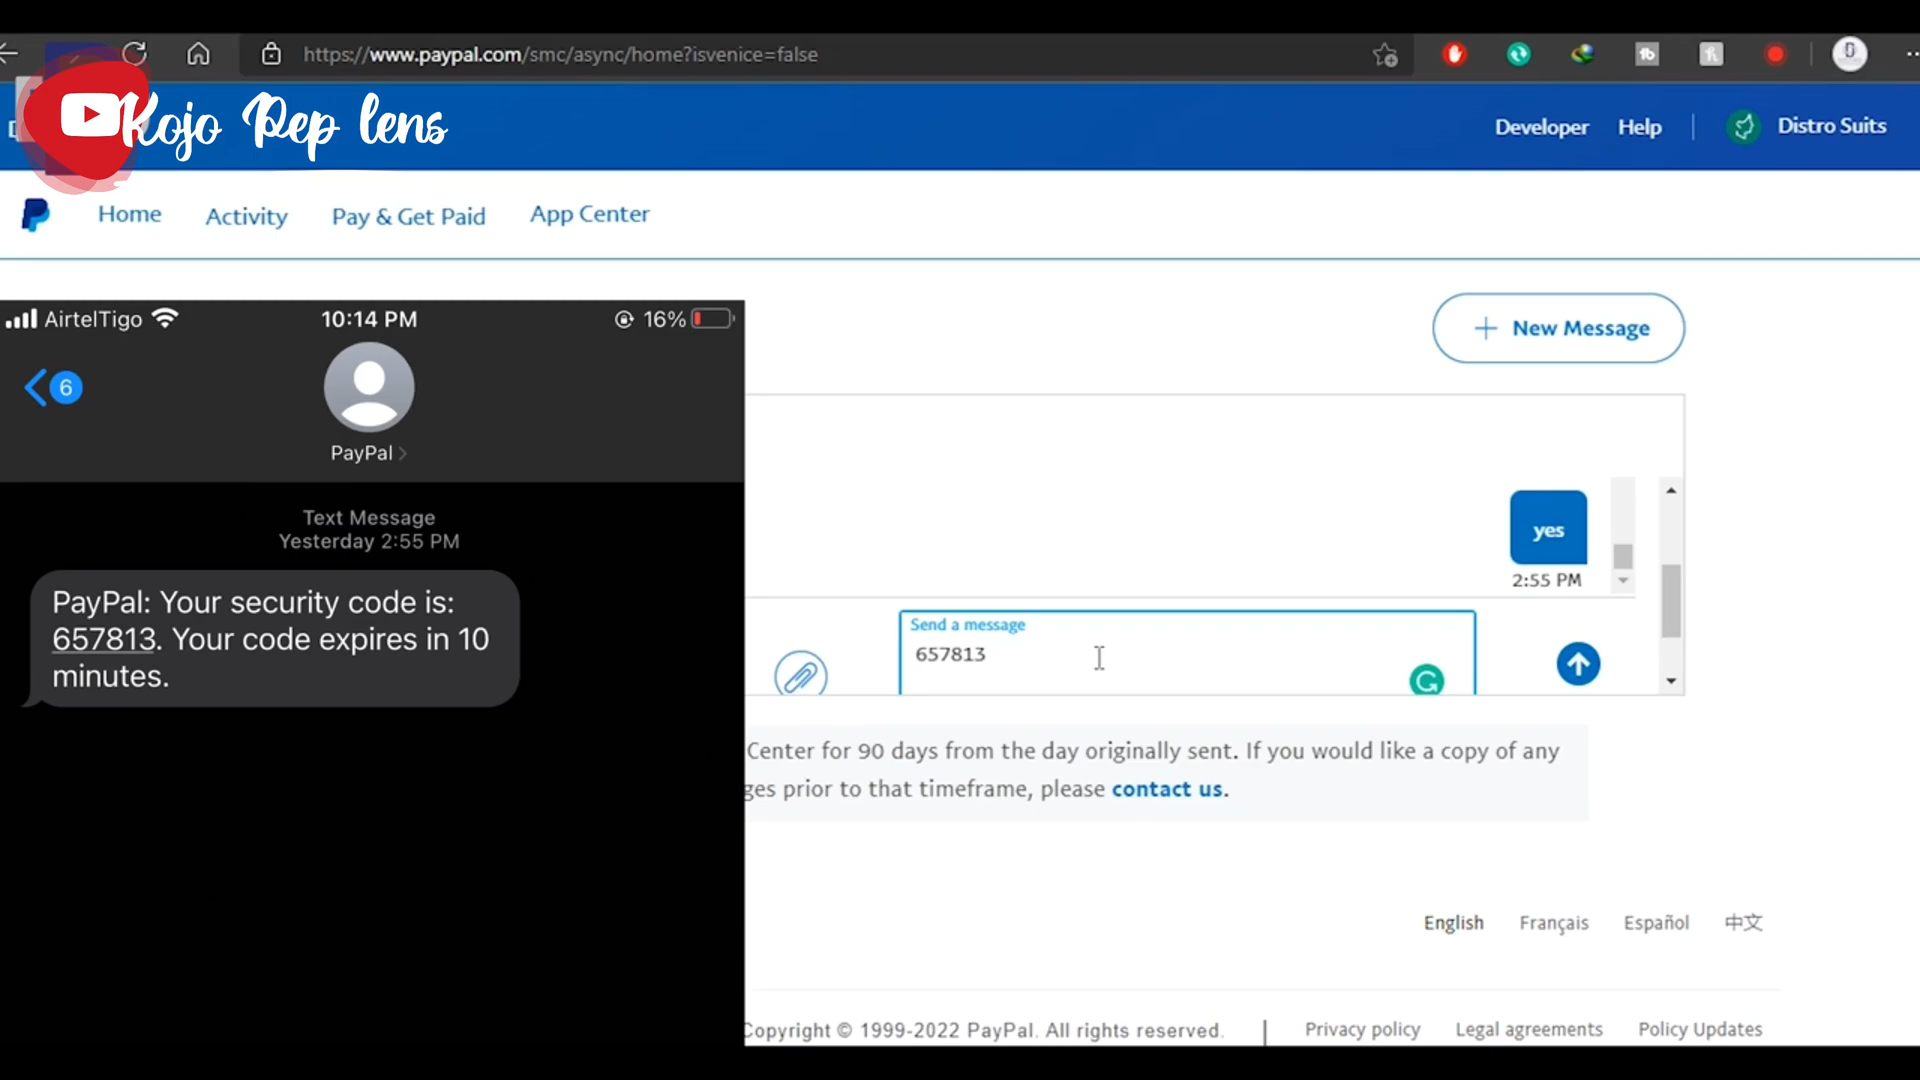 https://www.paypal.com/smc/async/home?isvenice=false
Kojo Pep lens
Developer
Help
Distro Suits
Home
Activity
Pay & Get Paid
App Center
AirtelTigo
10:14 PM
16%
6
PayPal
New Message
Text Message
Yesterday 2:55 PM
yes
2:55 PM
PayPal: Your security code is:
657813. Your code expires in 10
minutes.
Send a message
657813
Center for 90 days from the day originally sent. If you would like a copy of any
ges prior to that timeframe, please contact us.
English
Français
Español
中文
Copyright © 1999-2022 PayPal. All rights reserved.
Privacy policy
Legal agreements
Policy Updates